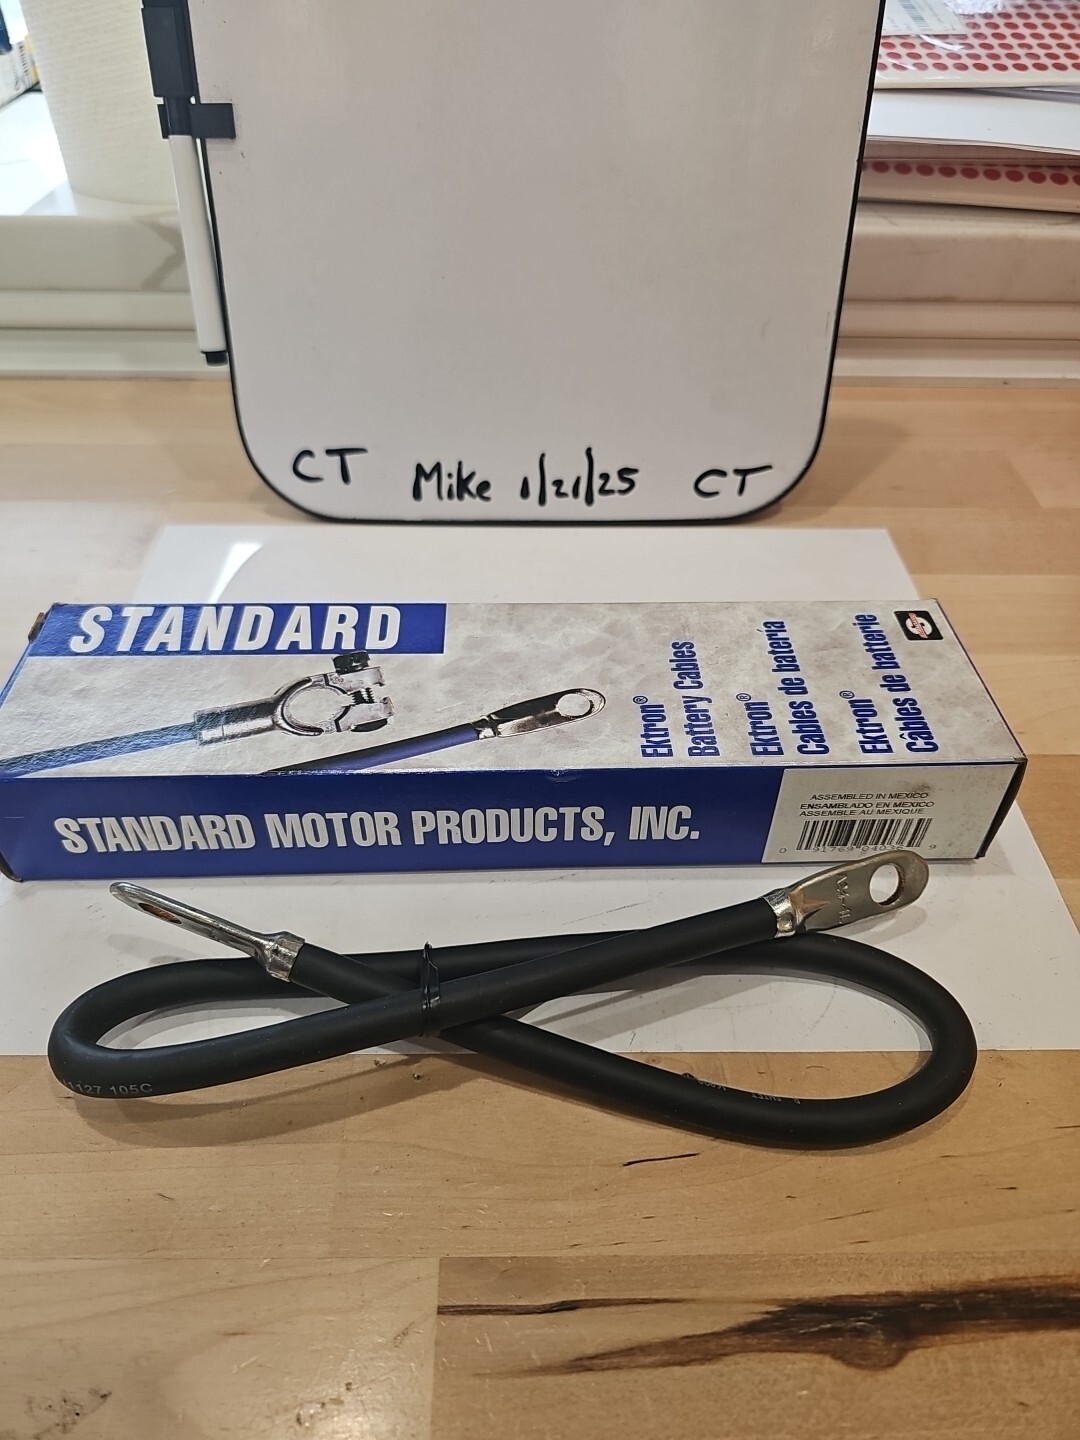 CT Mike 1/21/25 CT
STANDARD
Ektron®
Battery Cables
Ektron®
Cables de batería
Ektron®
Câbles de batterie
STANDARD MOTOR PRODUCTS, INC.
ASSEMBLED IN MEXICO
ENSAMBLADO EN MEXICO
ASSEMBLE AU MEXIQUE
1127 105C